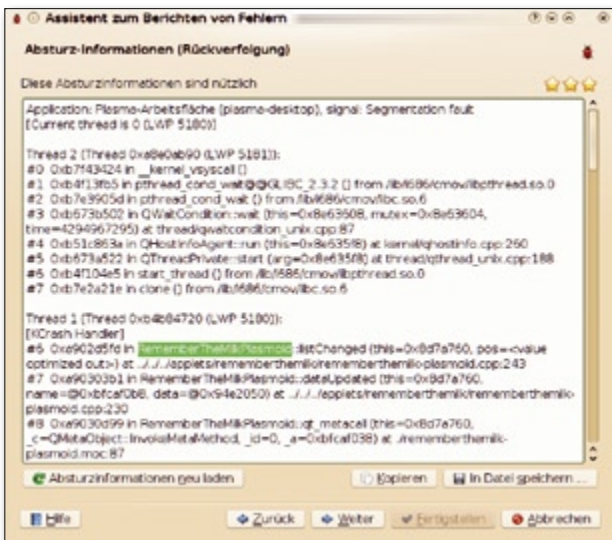 Assistent zum Berichten von Fehlern
Absturz-Informationen (Rückverfolgung)
Diese Absturzinformationen sind nützlich
Application: Plasma-Arbeitsfläche (plasma-desktop), signal: Segmentation fault
[Current thread is 0 (LWP 5180)]
Thread 2 (Thread 0xa8e0ab90 (LWP 5181)):
#0 0xb7f43424 in __kernel_vsyscall ()
#1 0xb4f13fb5 in pthread_cond_wait@@GLIBC_2.3.2 () from /lib/i686/cmov/libpthread.so.0
#2 0xb7e3905d in pthread_cond_wait () from /lib/i686/cmov/libc.so.6
#3 0xb673b502 in QWaitCondition::wait (this=0x8e63608, mutex=0x8e63604,
time=4294967295) at thread/qwaitcondition_unix.cpp:87
#4 0xb51c863a in QHostInfoAgent::run (this=0x8e635f8) at kernel/qhostinfo.cpp:260
#5 0xb673a522 in QThreadPrivate::start (arg=0x8e635f8) at thread/qthread_unix.cpp:188
#6 0xb4f104e5 in start_thread () from /lib/i686/cmov/libpthread.so.0
#7 0xb7e2a21e in clone () from /lib/i686/cmov/libc.so.6
Thread 1 (Thread 0xb4b84720 (LWP 5180)):
[KCrash Handler]
#6 0xa902d5fd in RememberTheMilkPlasmoid::listChanged (this=0x8d7a760, pos=<value
optimized out>) at ../../../applets/rememberthemilk/rememberthemilk-plasmoid.cpp:243
#7 0xa90303b1 in RememberTheMilkPlasmoid::dataUpdated (this=0x8d7a760,
name=@0xbfcaf0b8, data=@0x94e2050) at ../../../applets/rememberthemilk/rememberthemilk-
plasmoid.cpp:230
#8 0xa9030d99 in RememberTheMilkPlasmoid::qt_metacall (this=0x8d7a760,
_c=QMetaObject::InvokeMetaMethod, _id=0, _a=0xbfcaf038) at ./rememberthemilk-
plasmoid.moc:87
Absturzinformationen neu laden
Kopieren
In Datei speichern ...
Hilfe
Zurück
Weiter
Fertigstellen
Abbrechen